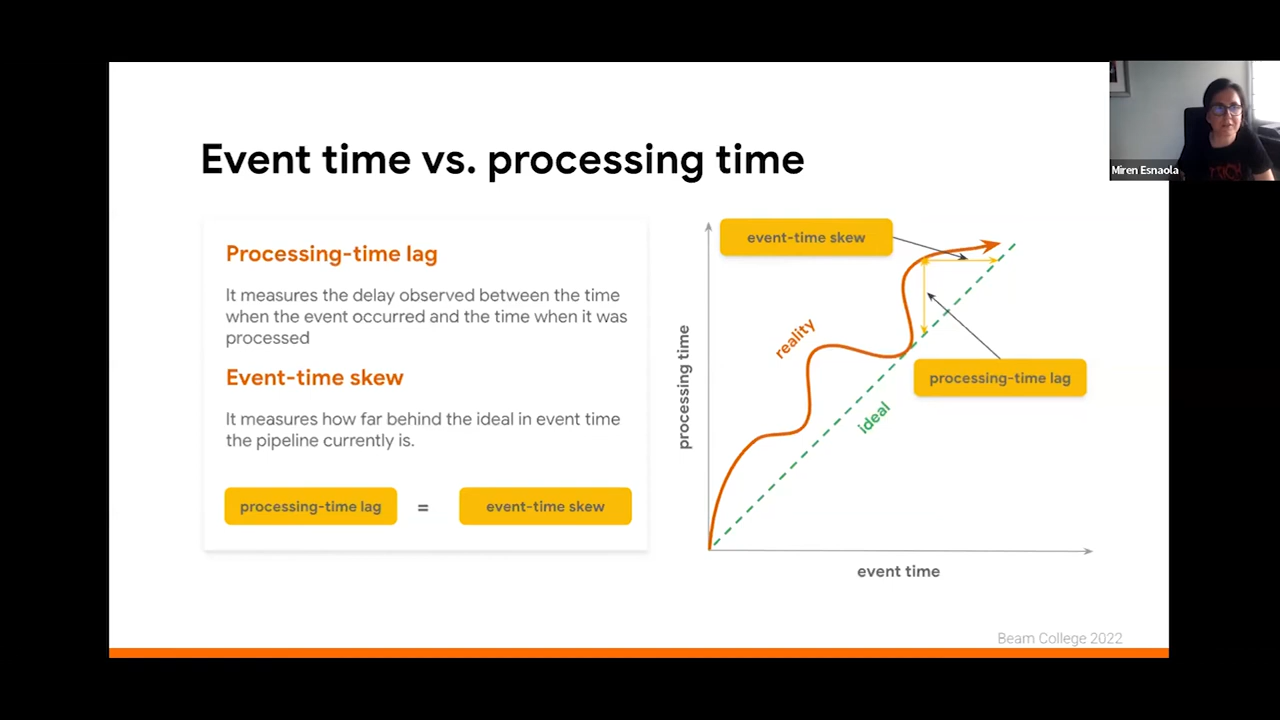 Event time vs. processing time
Miren Esnaola
Processing-time lag
It measures the delay observed between the time
when the event occurred and the time when it was
processed
Event-time skew
It measures how far behind the ideal in event time
the pipeline currently is.
processing-time lag = event-time skew
event-time skew
reality
processing time
processing-time lag
ideal
event time
Beam College 2022